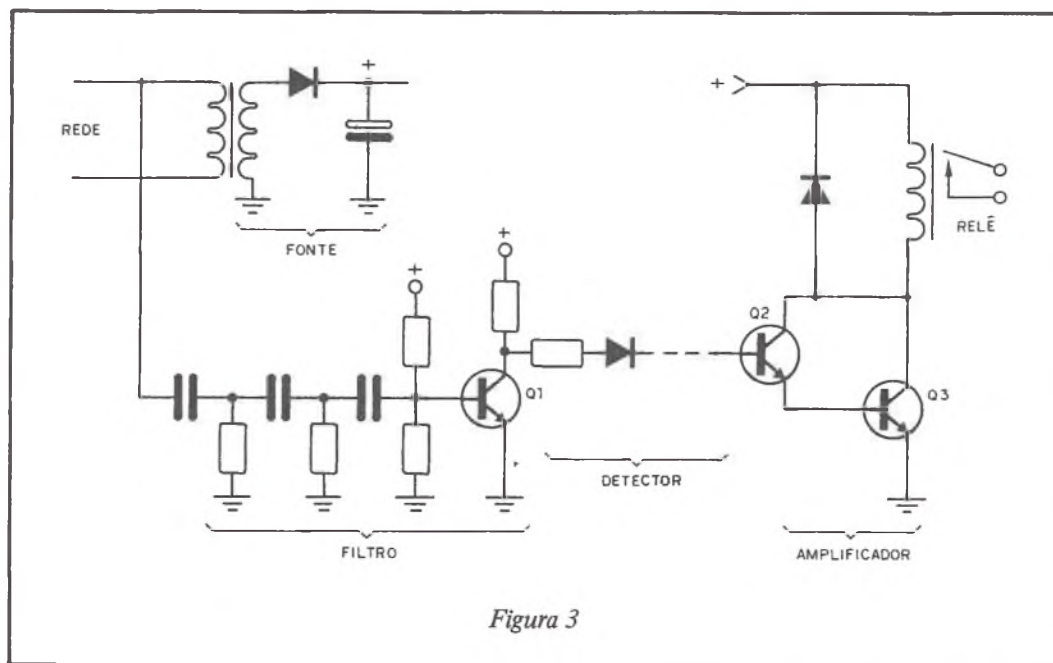 +
REDE
FONTE
+
+
+
RELÊ
Q1
Q2
Q3
DETECTOR
FILTRO
AMPLIFICADOR
Figura 3